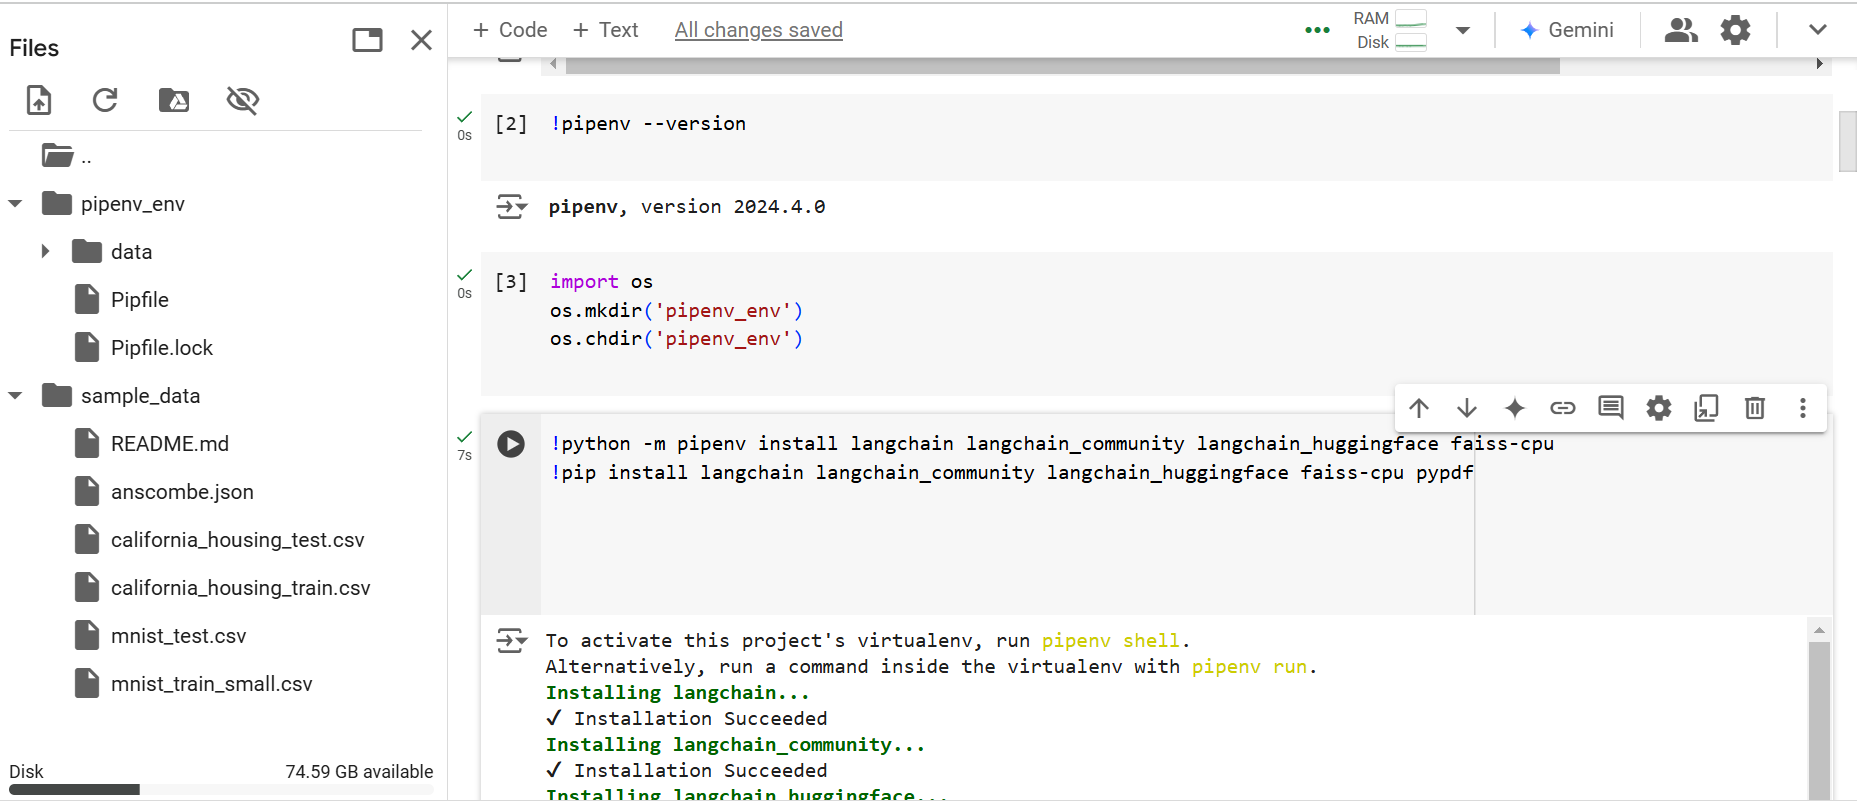 Files
..
pipenv_env
data
Pipfile
Pipfile.lock
sample_data
README.md
anscombe.json
california_housing_test.csv
california_housing_train.csv
mnist_test.csv
mnist_train_small.csv
Disk 74.59 GB available
+ Code + Text All changes saved
RAM
Disk
Gemini
0s
[2] !pipenv --version
pipenv, version 2024.4.0
0s
[3] import os
os.mkdir('pipenv_env')
os.chdir('pipenv_env')
7s
!python -m pipenv install langchain langchain_community langchain_huggingface faiss-cpu
!pip install langchain langchain_community langchain_huggingface faiss-cpu pypdf
To activate this project's virtualenv, run pipenv shell.
Alternatively, run a command inside the virtualenv with pipenv run.
Installing langchain...
✔ Installation Succeeded
Installing langchain_community...
✔ Installation Succeeded
Installing langchain_huggingface...